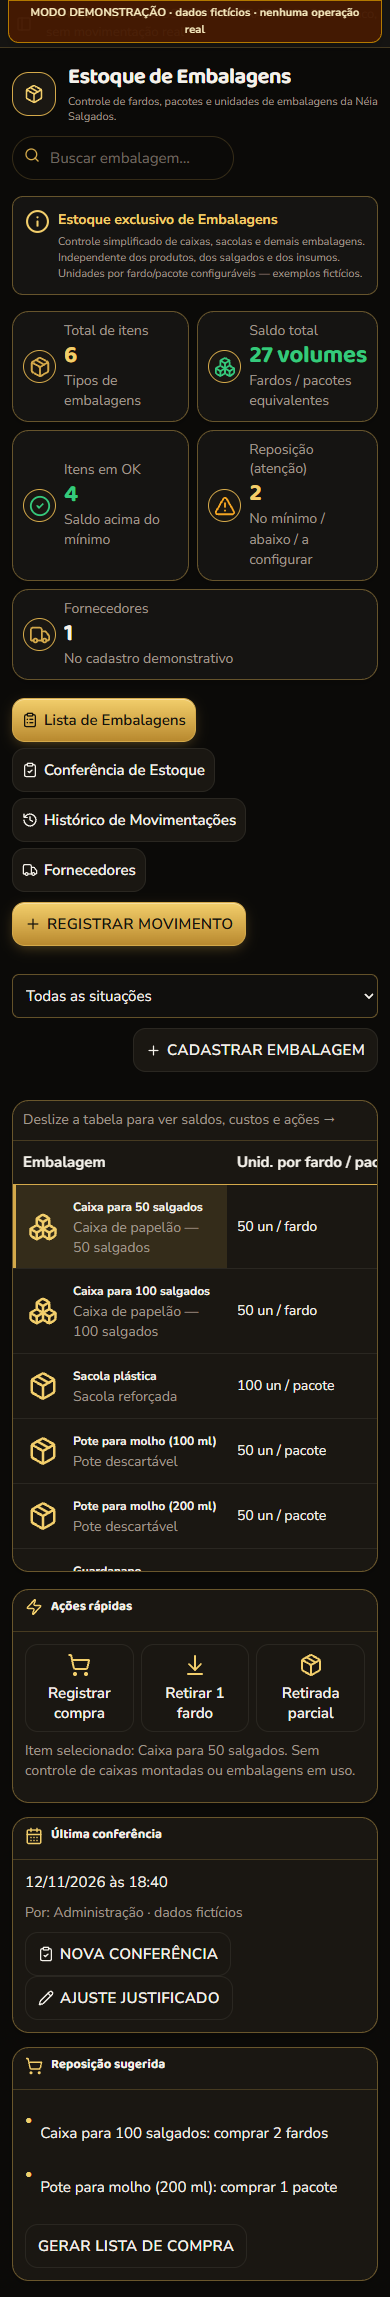 MODO DEMONSTRAÇÃO · dados fictícios · nenhuma operação
real
Estoque de Embalagens
Controle de fardos, pacotes e unidades de embalagens da Néia
Salgados.
Buscar embalagem...
Estoque exclusivo de Embalagens
Controle simplificado de caixas, sacolas e demais embalagens.
Independente dos produtos, dos salgados e dos insumos.
Unidades por fardo/pacote configuráveis — exemplos fictícios.
Total de itens
6
Tipos de
embalagens
Saldo total
27 volumes
Fardos / pacotes
equivalentes
Itens em OK
4
Saldo acima do
mínimo
Reposição
(atenção)
2
No mínimo /
abaixo / a
configurar
Fornecedores
1
No cadastro demonstrativo
Lista de Embalagens
Conferência de Estoque
Histórico de Movimentações
Fornecedores
+ REGISTRAR MOVIMENTO
Todas as situações
+ CADASTRAR EMBALAGEM
Deslize a tabela para ver saldos, custos e ações →
Embalagem
Unid. por fardo / pac
Caixa para 50 salgados
Caixa de papelão —
50 salgados
50 un / fardo
Caixa para 100 salgados
Caixa de papelão —
100 salgados
50 un / fardo
Sacola plástica
Sacola reforçada
100 un / pacote
Pote para molho (100 ml)
Pote descartável
50 un / pacote
Pote para molho (200 ml)
Pote descartável
50 un / pacote
Guardanapo
Ações rápidas
Registrar
compra
Retirar 1
fardo
Retirada
parcial
Item selecionado: Caixa para 50 salgados. Sem
controle de caixas montadas ou embalagens em uso.
Última conferência
12/11/2026 às 18:40
Por: Administração · dados fictícios
NOVA CONFERÊNCIA
AJUSTE JUSTIFICADO
Reposição sugerida
• Caixa para 100 salgados: comprar 2 fardos
• Pote para molho (200 ml): comprar 1 pacote
GERAR LISTA DE COMPRA